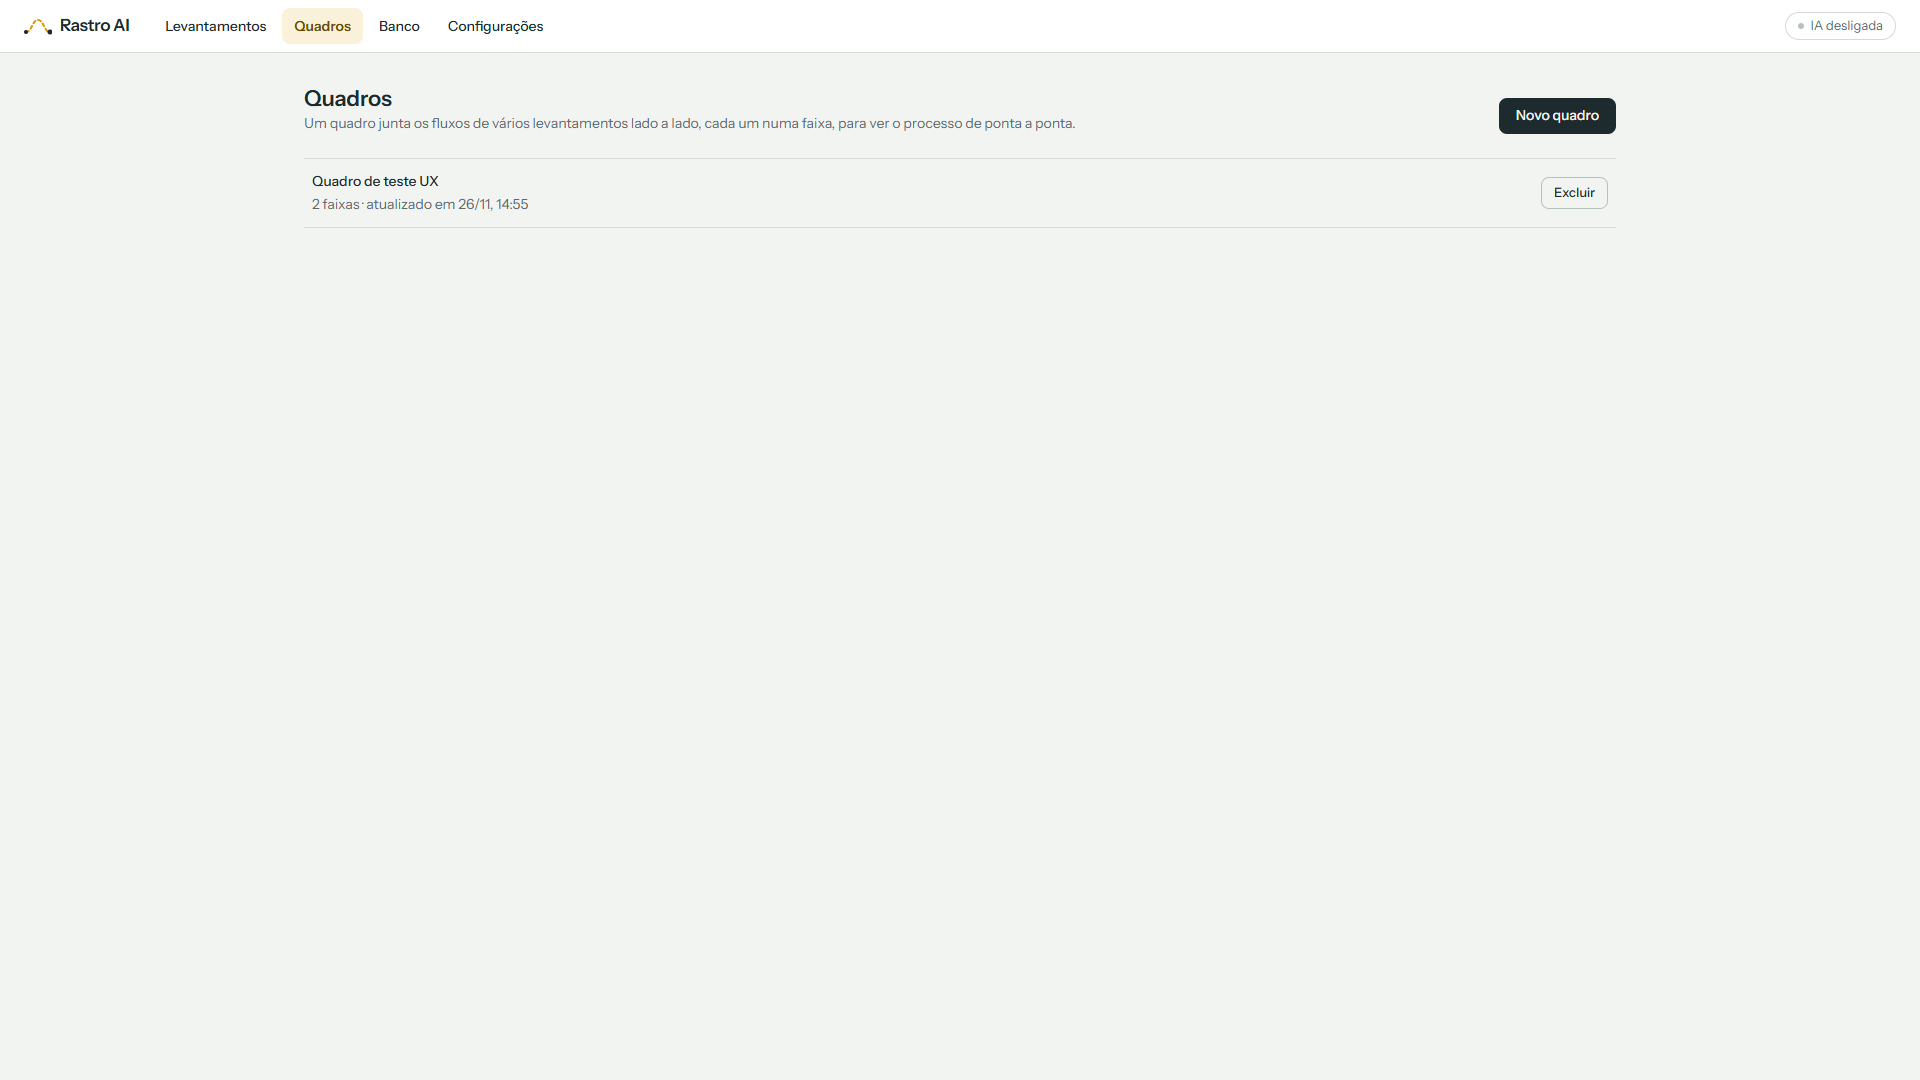 Rastro AI
Levantamentos
Quadros
Banco
Configurações
IA desligada
Quadros
Um quadro junta os fluxos de vários levantamentos lado a lado, cada um numa faixa, para ver o processo de ponta a ponta.
Novo quadro
Quadro de teste UX
2 faixas · atualizado em 26/11, 14:55
Excluir